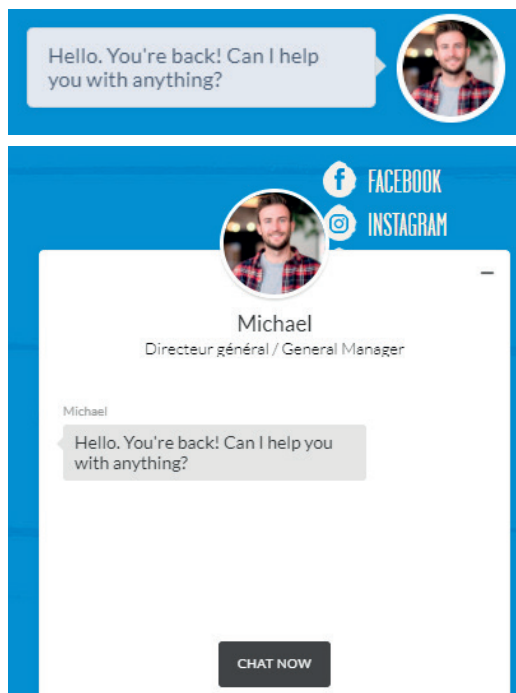 Hello. You're back! Can I help
you with anything?
FACEBOOK
INSTAGRAM
Michael
Directeur général / General Manager
Michael
Hello. You're back! Can I help you
with anything?
CHAT NOW